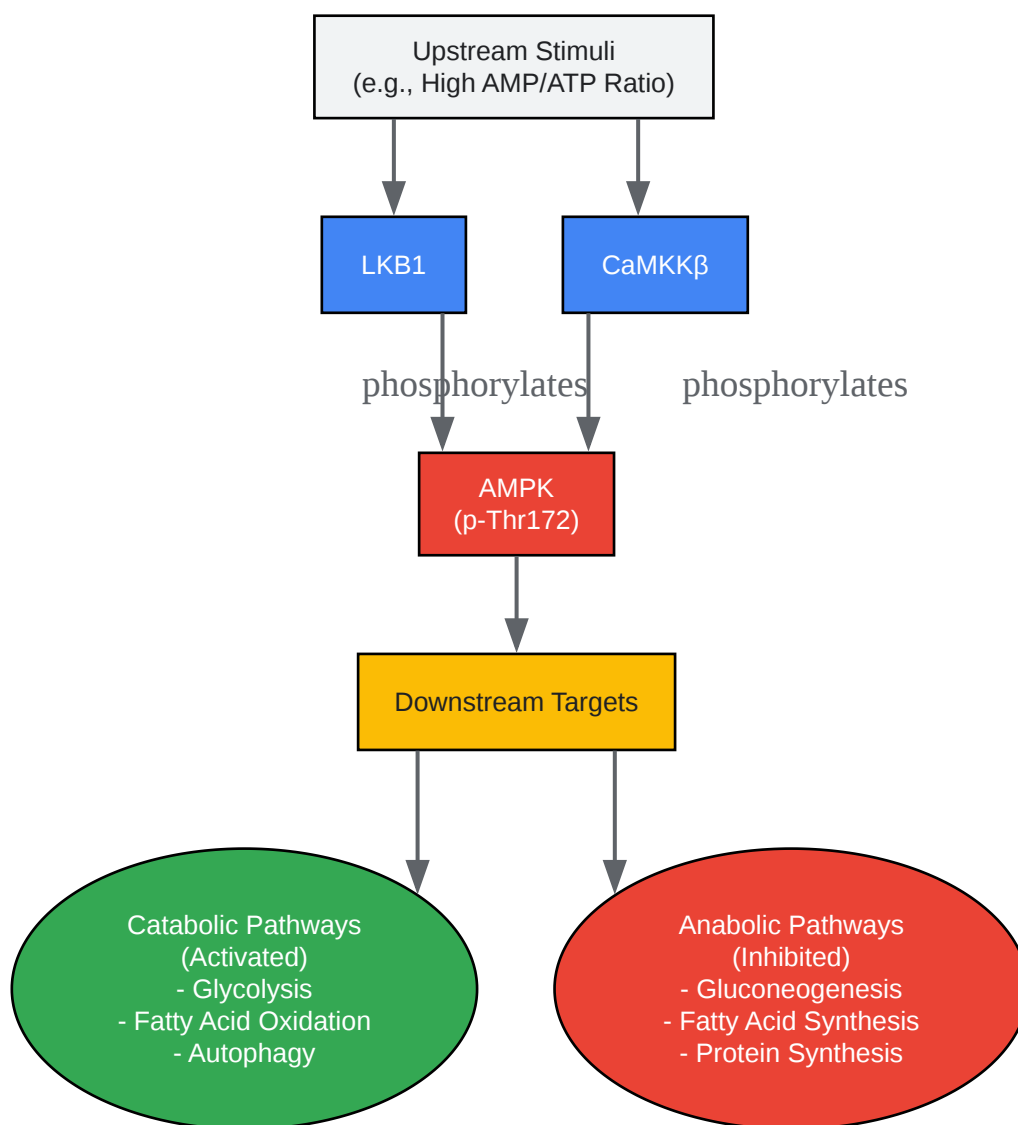 Upstream Stimuli
(e.g., High AMP/ATP Ratio)
LKB1
CaMKKβ
phosphorylates
phosphorylates
AMPK
(p-Thr172)
Downstream Targets
Catabolic Pathways
(Activated)
- Glycolysis
- Fatty Acid Oxidation
- Autophagy
Anabolic Pathways
(Inhibited)
- Gluconeogenesis
- Fatty Acid Synthesis
- Protein Synthesis